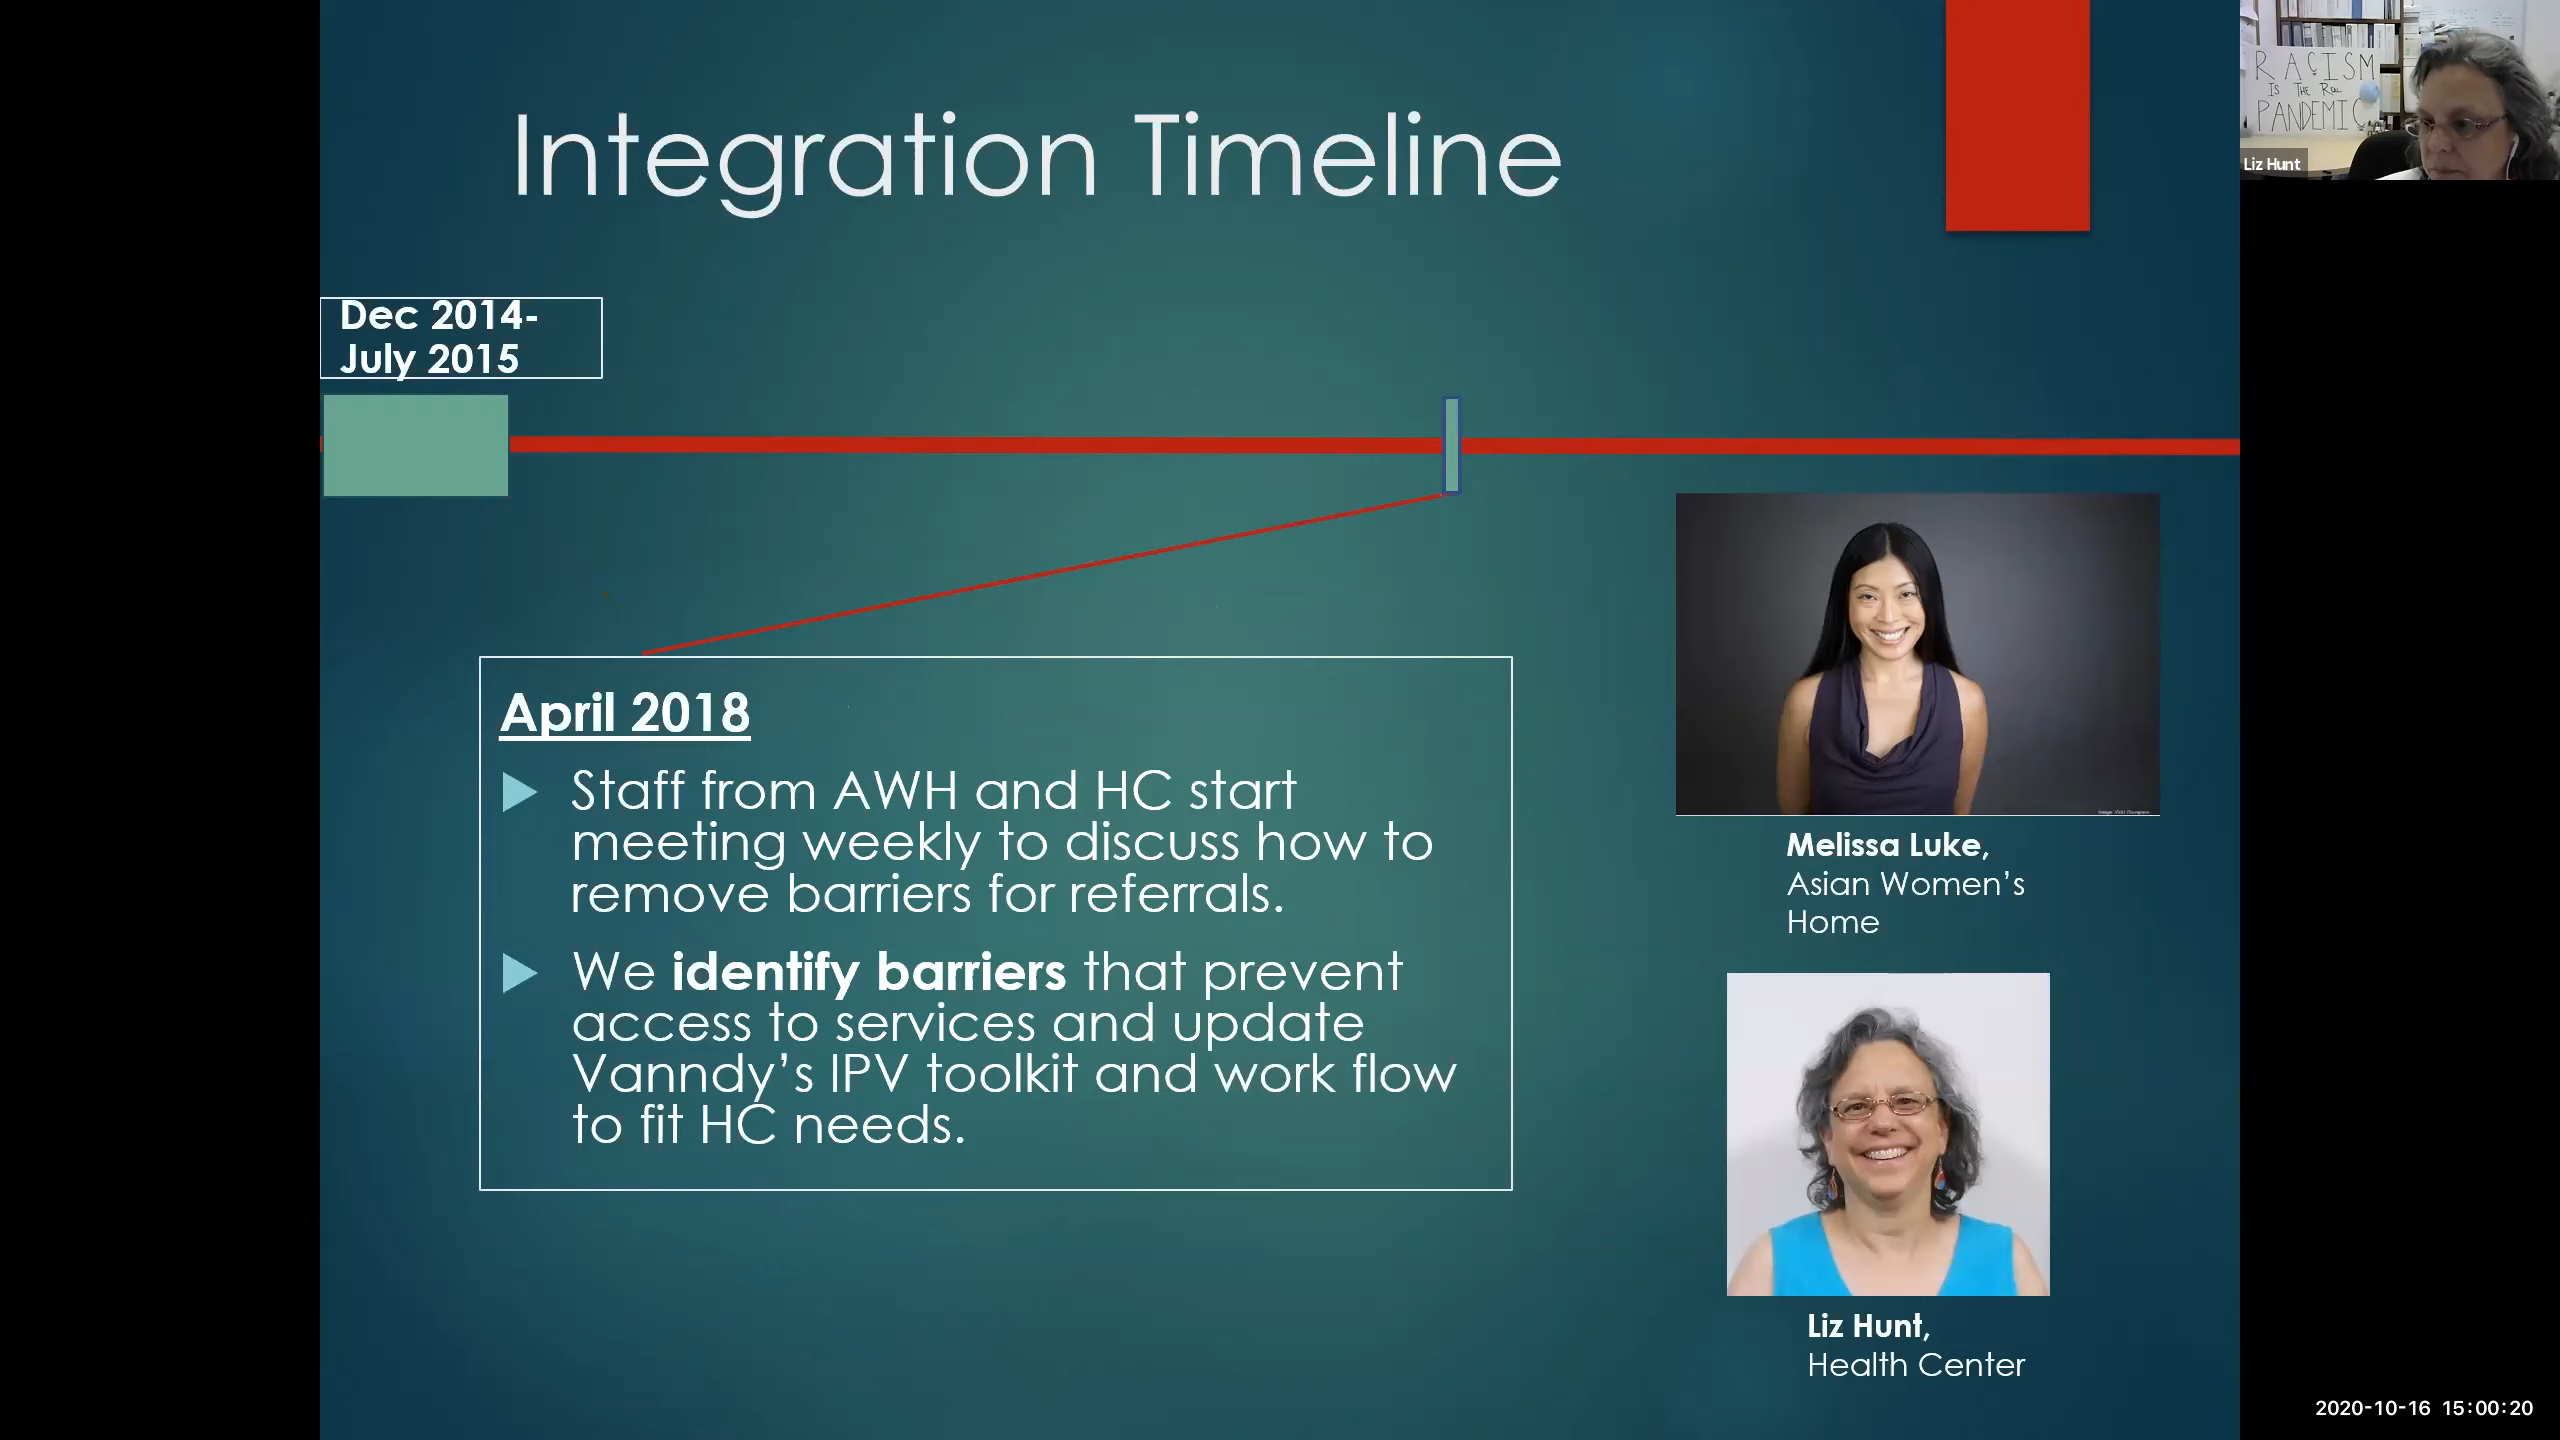 Integration Timeline
Dec 2014-
July 2015
April 2018
Staff from AWH and HC start
meeting weekly to discuss how to
remove barriers for referrals.
We identify barriers that prevent
access to services and update
Vanndy’s IPV toolkit and work flow
to fit HC needs.
Melissa Luke,
Asian Women’s
Home
Liz Hunt,
Health Center
RACISM
IS THE REAL
PANDEMIC
Liz Hunt
2020-10-16 15:00:20